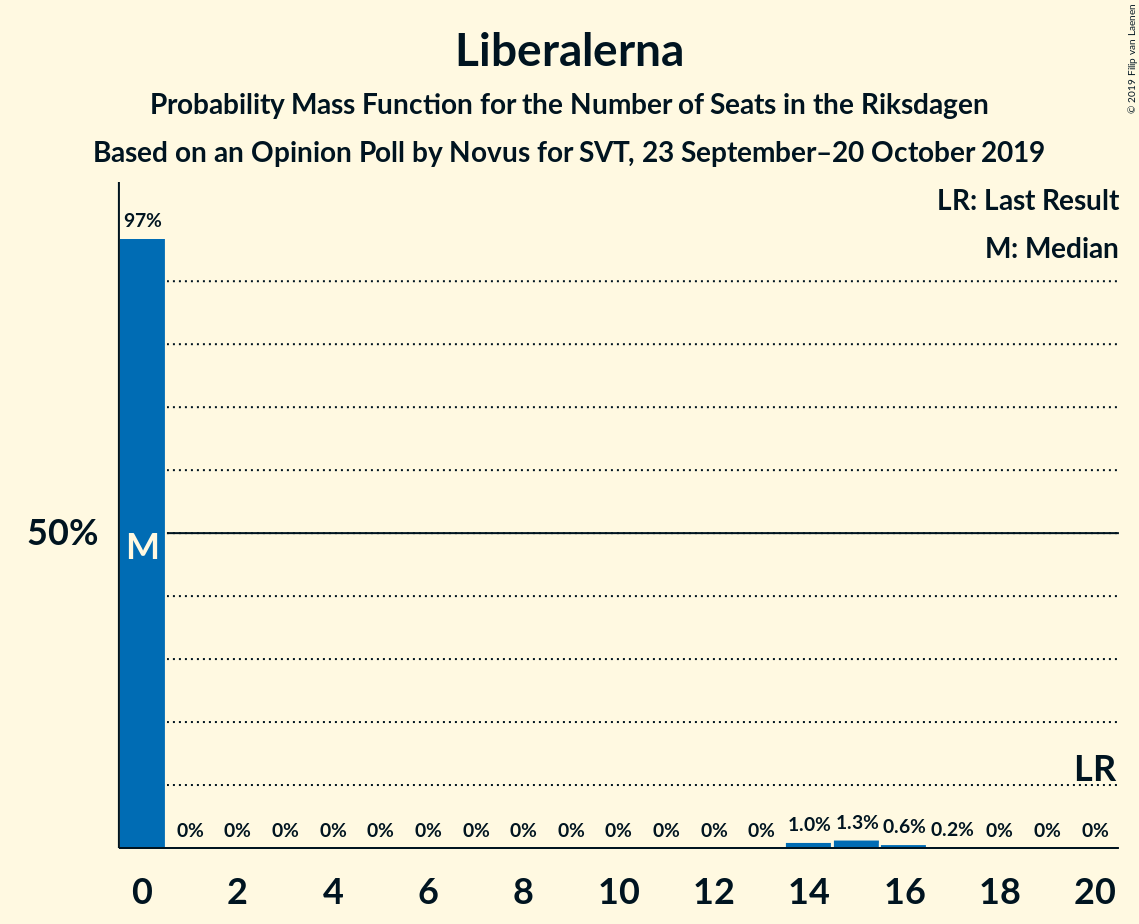 Liberalerna
Probability Mass Function for the Number of Seats in the Riksdagen
Based on an Opinion Poll by Novus for SVT, 23 September–20 October 2019
© 2019 Filip van Laenen
LR: Last Result
M: Median
97%
50%
M
LR
0% 0% 0% 0% 0% 0% 0% 0% 0% 0% 0% 0% 0% 1.0% 1.3% 0.6% 0.2% 0% 0% 0%
0 2 4 6 8 10 12 14 16 18 20